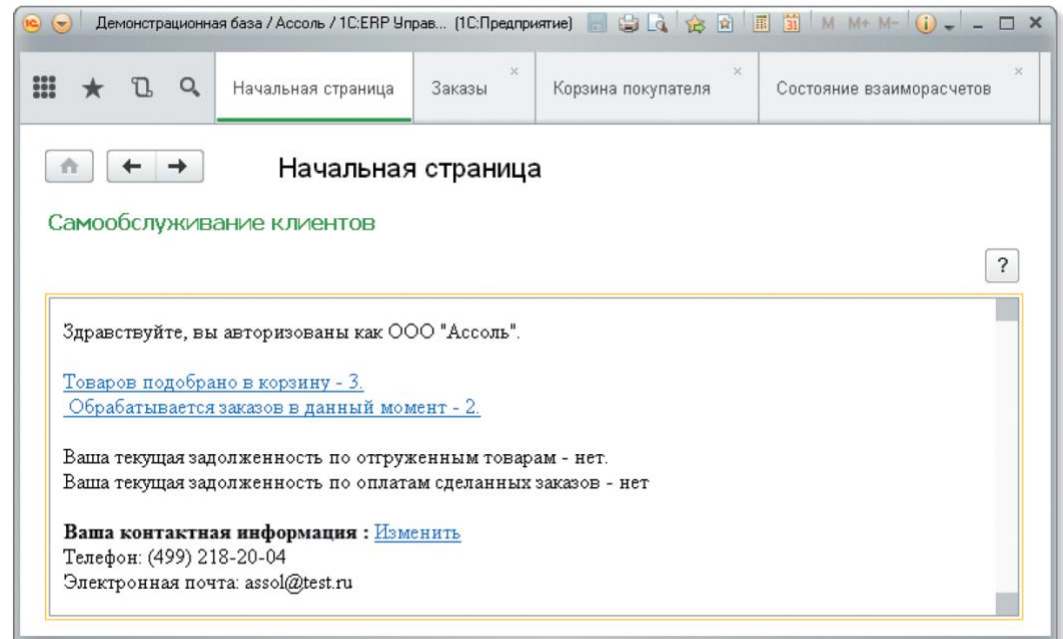 Демонстрационная база / Ассоль / 1С:ERP Управ... (1С:Предприятие) 31 M M+ M-
Начальная страница Заказы Корзина покупателя Состояние взаиморасчетов
Начальная страница
Самообслуживание клиентов
?
Здравствуйте, вы авторизованы как ООО "Ассоль".
Товаров подобрано в корзину - 3.
Обрабатывается заказов в данный момент - 2.
Ваша текущая задолженность по отгруженным товарам - нет.
Ваша текущая задолженность по оплатам сделанных заказов - нет
Ваша контактная информация : Изменить
Телефон: (499) 218-20-04
Электронная почта: assol@test.ru